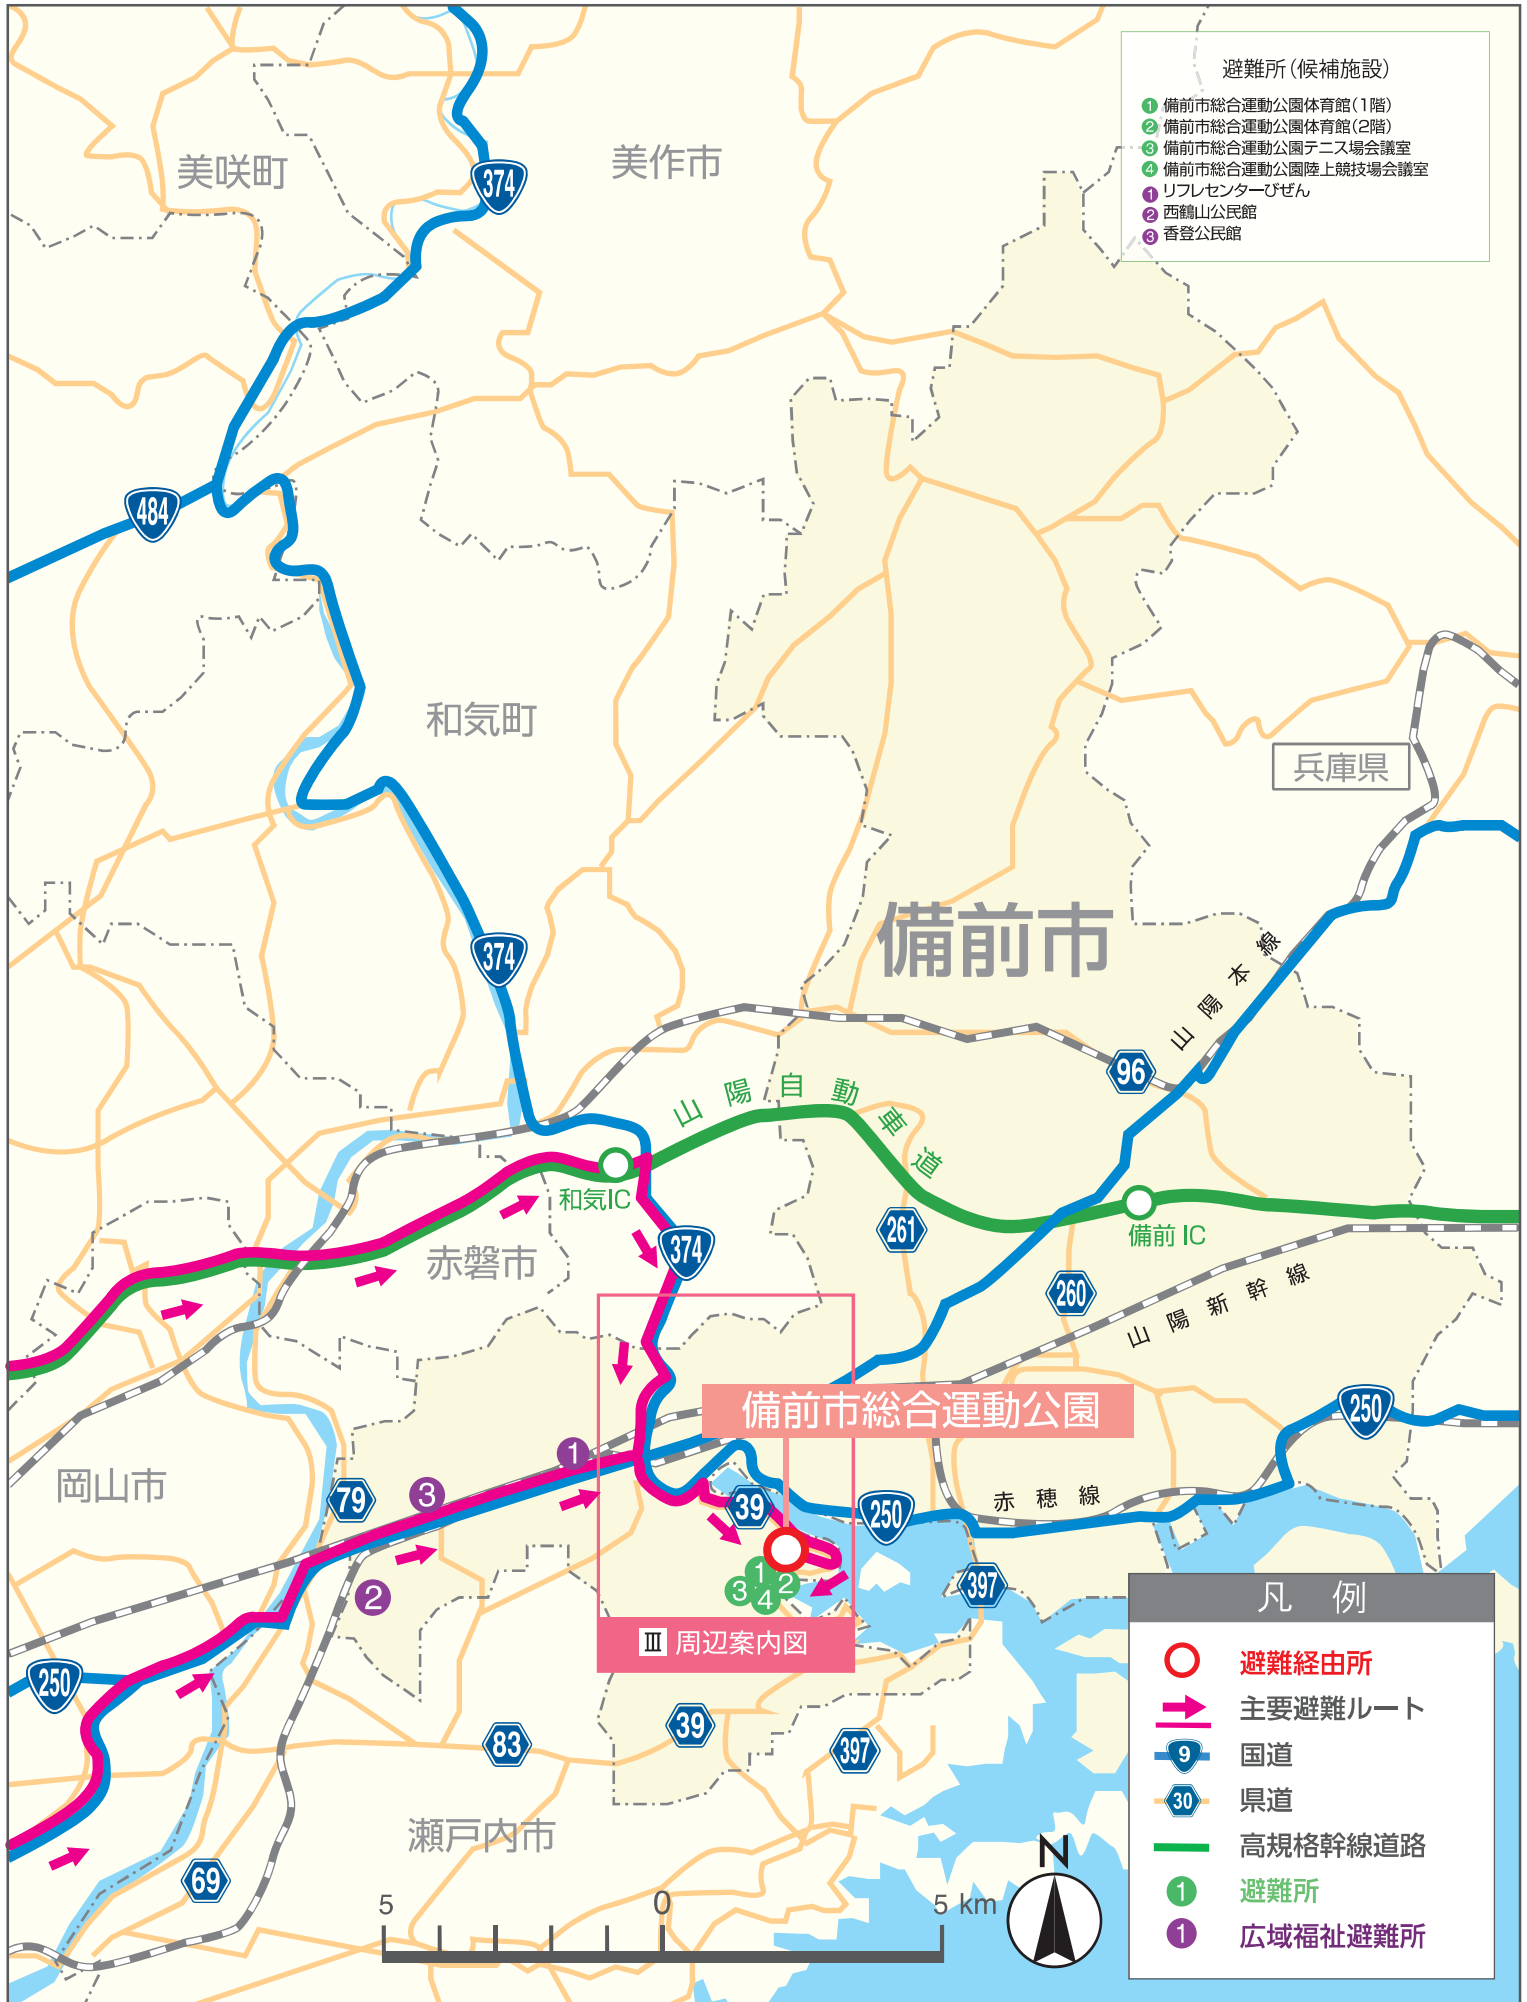 避難所(候補施設)
1 備前市総合運動公園体育館(1階)
2 備前市総合運動公園体育館(2階)
3 備前市総合運動公園テニス場会議室
4 備前市総合運動公園陸上競技場会議室
1 リフレセンターびぜん
2 西鶴山公民館
3 香登公民館
美咲町
美作市
374
484
和気町
兵庫県
備前市
374
山陽本線
96
山陽自動車道
和気IC
備前 IC
261
374
赤磐市
260
山陽新幹線
備前市総合運動公園
250
岡山市
1
79
3
39
250
赤穂線
2
1
2
3
4
397
Ⅲ 周辺案内図
250
39
83
397
瀬戸内市
69
5 0 5 km
N
凡 例
避難経由所
主要避難ルート
9 国道
30 県道
高規格幹線道路
1 避難所
1 広域福祉避難所